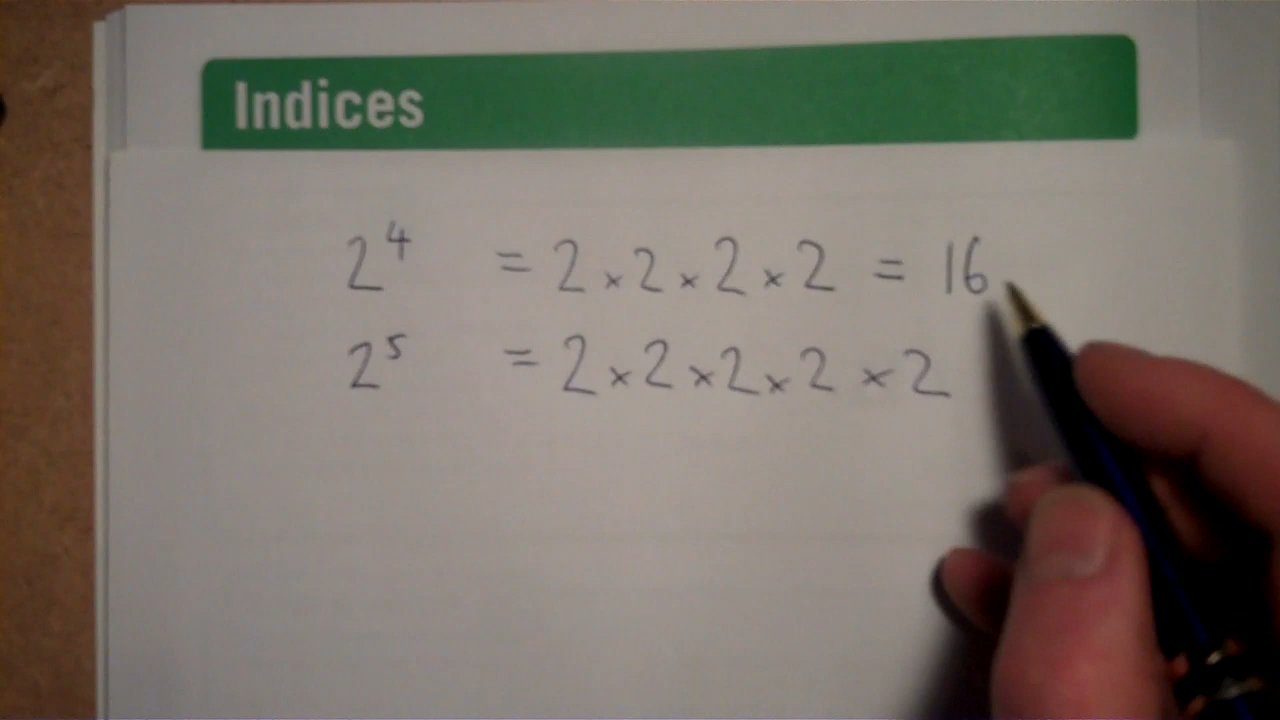 Indices
2⁴ = 2 × 2 × 2 × 2 = 16
2⁵ = 2 × 2 × 2 × 2 × 2